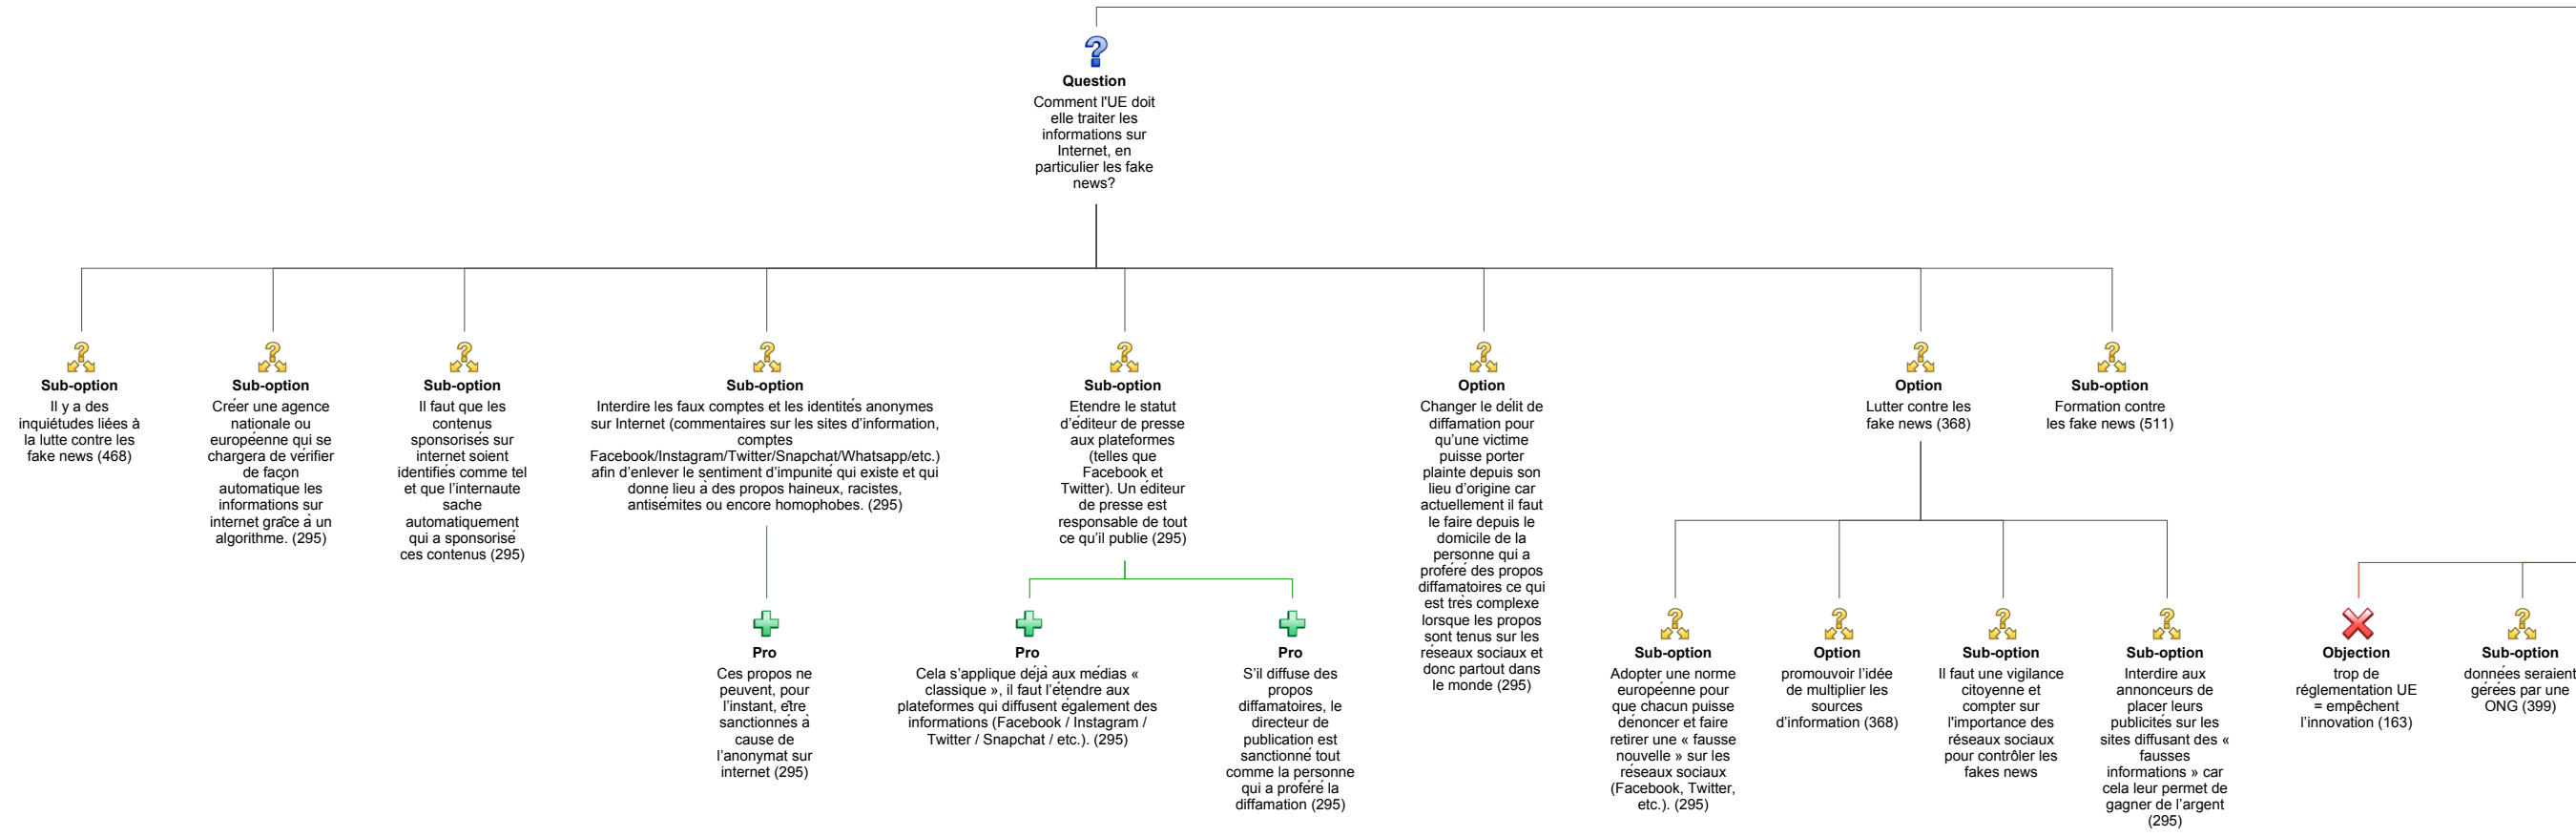 Question
Comment l'UE doit
elle traiter les
informations sur
Internet, en
particulier les fake
news?
Sub-option
Il y a des
inquiétudes liées à
la lutte contre les
fake news (468)
Sub-option
Créer une agence
nationale ou
européenne qui se
chargera de vérifier
de façon
automatique les
informations sur
internet grâce à un
algorithme. (295)
Sub-option
Il faut que les
contenus
sponsorisés sur
internet soient
identifiés comme tel
et que l’internaute
sache
automatiquement
qui a sponsorisé
ces contenus (295)
Sub-option
Interdire les faux comptes et les identités anonymes
sur Internet (commentaires sur les sites d’information,
comptes
Facebook/Instagram/Twitter/Snapchat/Whatsapp/etc.)
afin d’enlever le sentiment d’impunité qui existe et qui
donne lieu à des propos haineux, racistes,
antisémites ou encore homophobes. (295)
Sub-option
Etendre le statut
d’éditeur de presse
aux plateformes
(telles que
Facebook et
Twitter). Un éditeur
de presse est
responsable de tout
ce qu’il publie (295)
Option
Changer le délit de
diffamation pour
qu’une victime
puisse porter
plainte depuis son
lieu d’origine car
actuellement il faut
le faire depuis le
domicile de la
personne qui a
proféré des propos
diffamatoires ce qui
est très complexe
lorsque les propos
sont tenus sur les
réseaux sociaux et
donc partout dans
le monde (295)
Option
Lutter contre les
fake news (368)
Sub-option
Formation contre
les fake news (511)
Pro
Ces propos ne
peuvent, pour
l’instant, être
sanctionnés à
cause de
l’anonymat sur
internet (295)
Pro
Cela s’applique déjà aux médias «
classique », il faut l’étendre aux
plateformes qui diffusent également des
informations (Facebook / Instagram /
Twitter / Snapchat / etc.). (295)
Pro
S’il diffuse des
propos
diffamatoires, le
directeur de
publication est
sanctionné tout
comme la personne
qui a proféré la
diffamation (295)
Sub-option
Adopter une norme
européenne pour
que chacun puisse
dénoncer et faire
retirer une « fausse
nouvelle » sur les
réseaux sociaux
(Facebook, Twitter,
etc.). (295)
Option
promouvoir l’idée
de multiplier les
sources
d’information (368)
Sub-option
Il faut une vigilance
citoyenne et
compter sur
l'importance des
réseaux sociaux
pour contrôler les
fakes news
Sub-option
Interdire aux
annonceurs de
placer leurs
publicités sur les
sites diffusant des «
fausses
informations » car
cela leur permet de
gagner de l’argent
(295)
Objection
trop de
réglementation UE
= empêchent
l’innovation (163)
Sub-option
données seraient
gérées par une
ONG (399)